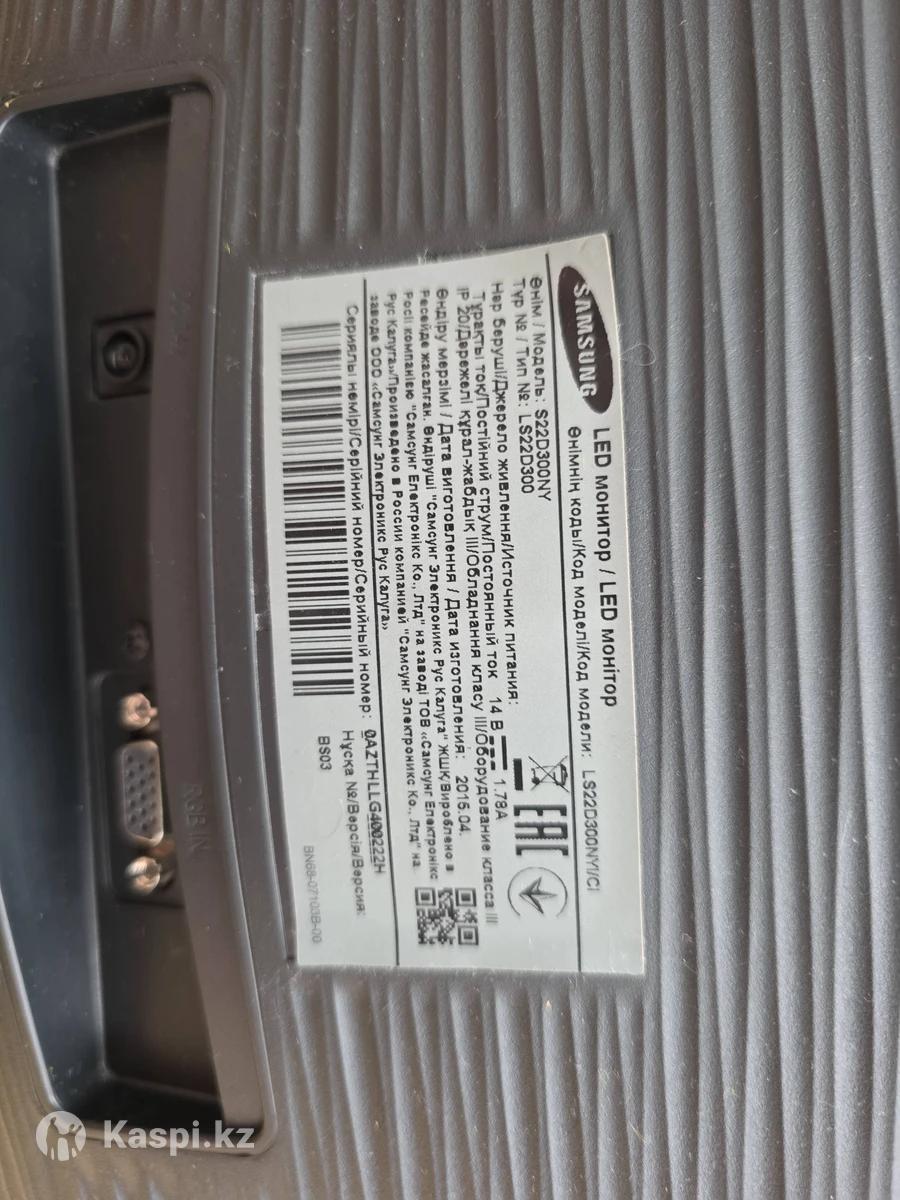 SAMSUNG
LED монитор / LED монітор
Өнімнің коды/Код моделі/Код модели: LS22D300NYI/CI
Өнім / Модель: S22D300NY
Түр № / Тип №: LS22D300
Нәр беруші/Джерело живлення/Источник питания:
Тұрақты ток/Постійний струм/Постоянный ток 14 В 1.78А
IP 20/Дәрежелі құрал-жабдық III/Обладнання класу III/Оборудование класса III
EAC
Өндіру мерзімі / Дата виготовлення / Дата изготовления: 2015.04.
Ресейде жасалған. Өндіруші "Самсунг Электроникс Рус Калуга" ЖШҚ/Вироблено в
Росії компанією "Самсунг Електронікс Ко., Лтд" на заводі ТОВ «Самсунг Електронікс
Рус Калуга»/Произведено в России компанией "Самсунг Электроникс Ко., Лтд" на
заводе ООО «Самсунг Электроникс Рус Калуга»
Сериялы нөмірі/Серійний номер/Серийный номер: 0AZTHLLG400222H
Нұсқа №/Версія/Версия:
BS03
BN68-07103B-00
RGB IN
Kaspi.kz